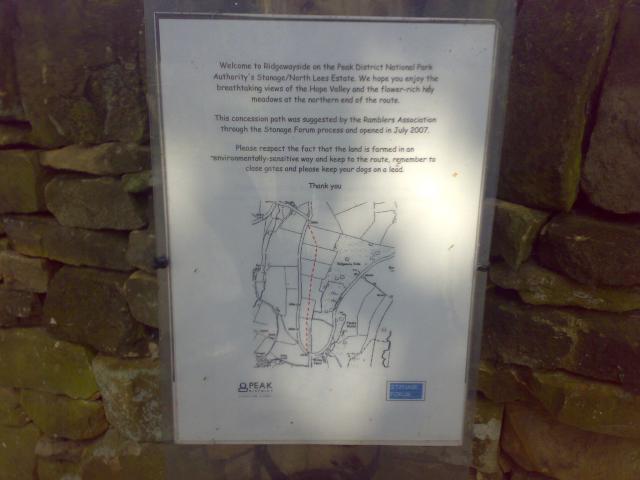 Welcome to Ridgewayside on the Peak District National Park
Authority's Stanage/North Lees Estate. We hope you enjoy the
breathtaking views of the Hope Valley and the flower-rich hay
meadows at the northern end of the route.
This concession path was suggested by the Ramblers Association
through the Stanage Forum process and opened in July 2007.
Please respect the fact that the land is farmed in an
environmentally-sensitive way and keep to the route, remember to
close gates and please keep your dogs on a lead.
Thank you
PEAK
DISTRICT
STANAGE
FORUM